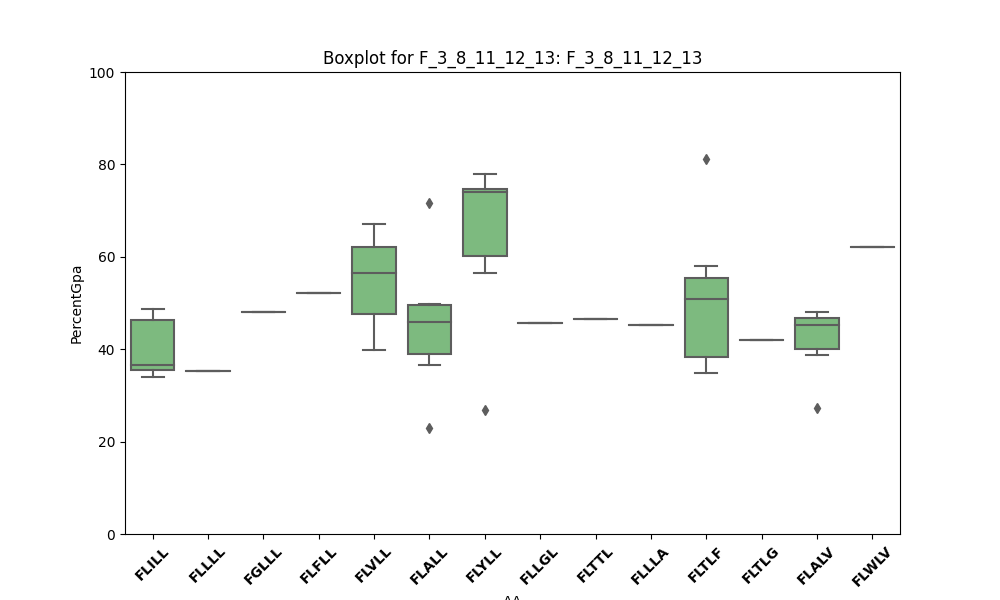 Boxplot for F_3_8_11_12_13: F_3_8_11_12_13
100
80
60
40
20
0
PercentGpa
FLILL FLLLL FGLLL FLFLL FLVLL FLALL FLYLL FLLGL FLTTL FLLLA FLTLF FLTLG FLALV FLWLV
AA